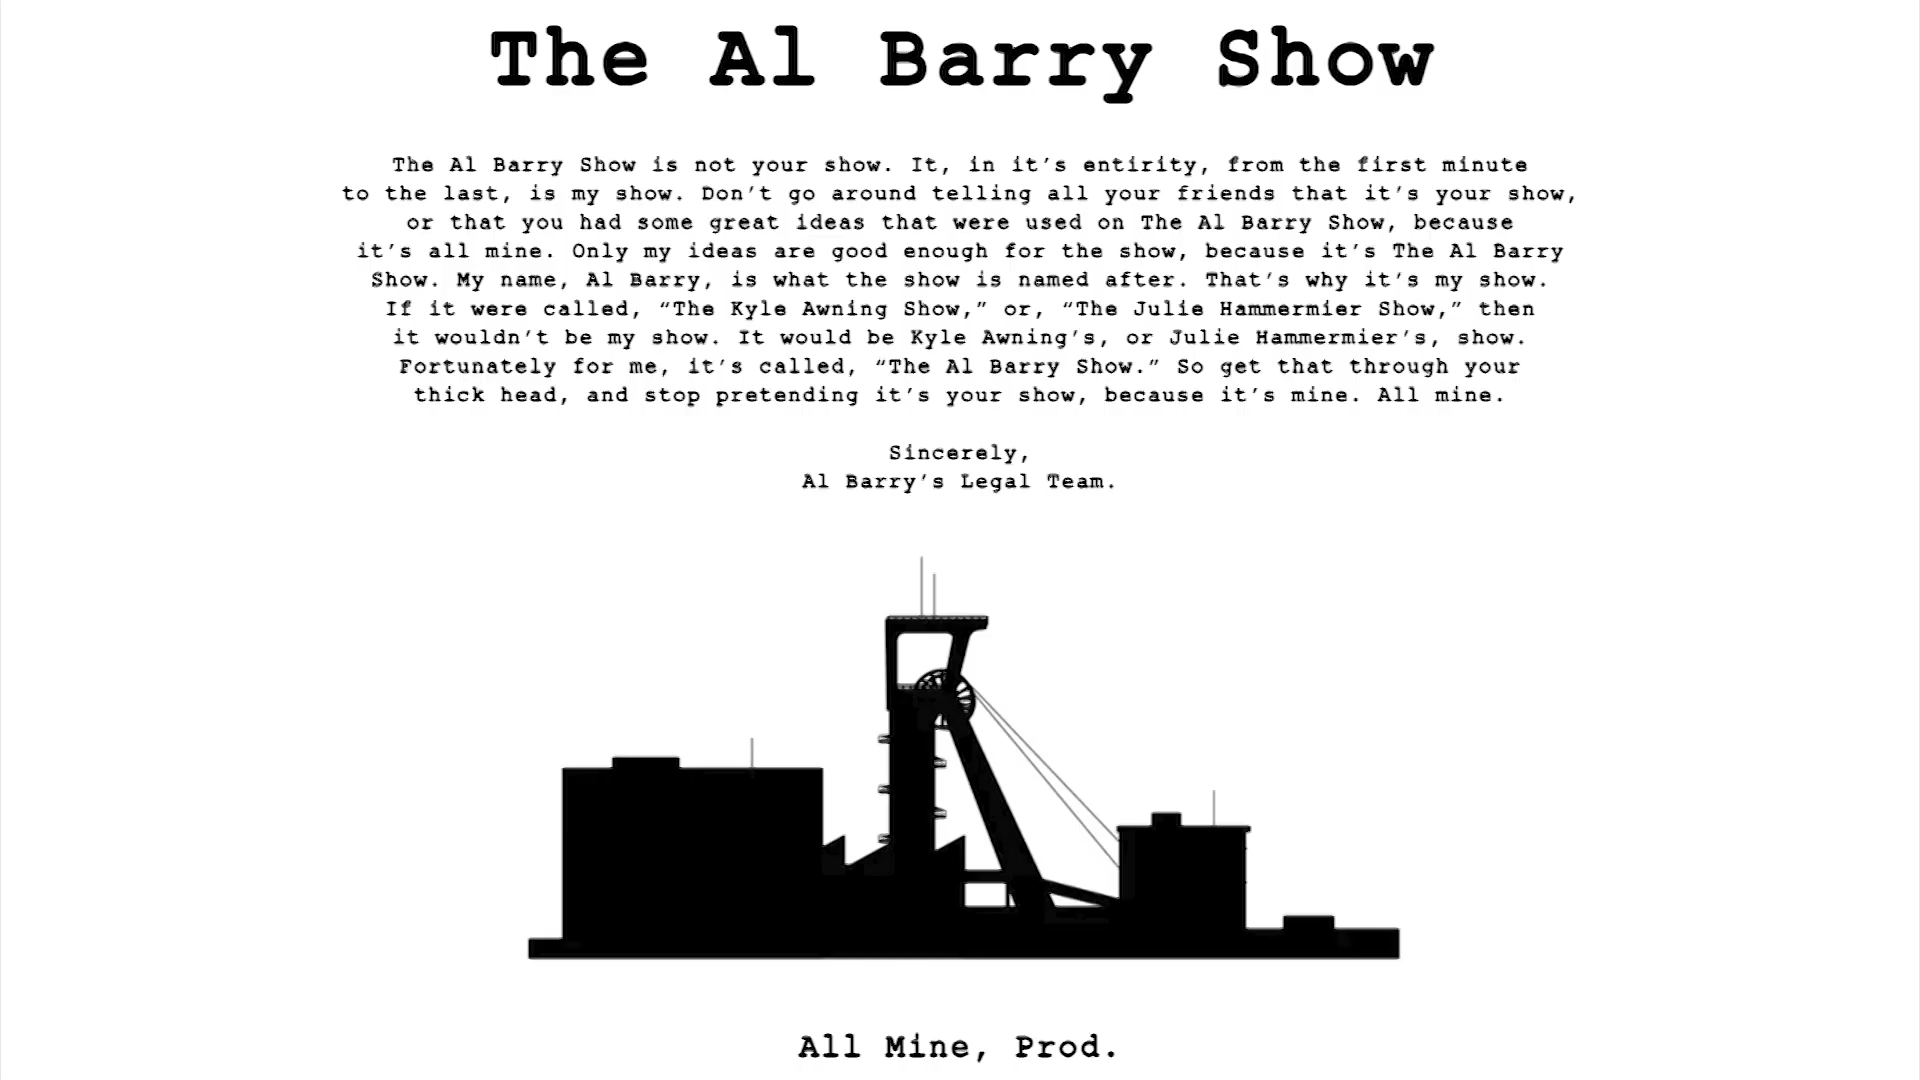 The Al Barry Show
The Al Barry Show is not your show. It, in it’s entirity, from the first minute
to the last, is my show. Don’t go around telling all your friends that it’s your show,
or that you had some great ideas that were used on The Al Barry Show, because
it’s all mine. Only my ideas are good enough for the show, because it’s The Al Barry
Show. My name, Al Barry, is what the show is named after. That’s why it’s my show.
If it were called, “The Kyle Awning Show,” or, “The Julie Hammermier Show,” then
it wouldn’t be my show. It would be Kyle Awning’s, or Julie Hammermier’s, show.
Fortunately for me, it’s called, “The Al Barry Show.” So get that through your
thick head, and stop pretending it’s your show, because it’s mine. All mine.
Sincerely,
Al Barry’s Legal Team.
All Mine, Prod.